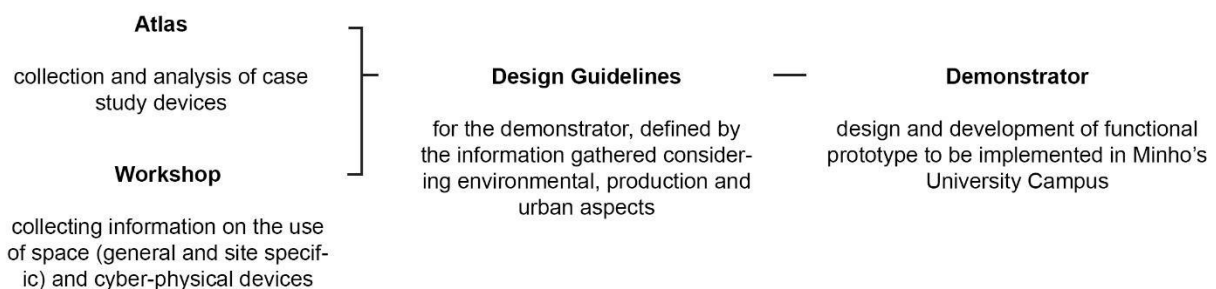 Atlas
collection and analysis of case
study devices
Workshop
collecting information on the use
of space (general and site specif-
ic) and cyber-physical devices
Design Guidelines
for the demonstrator, defined by
the information gathered consider-
ing environmental, production and
urban aspects
Demonstrator
design and development of functional
prototype to be implemented in Minho’s
University Campus